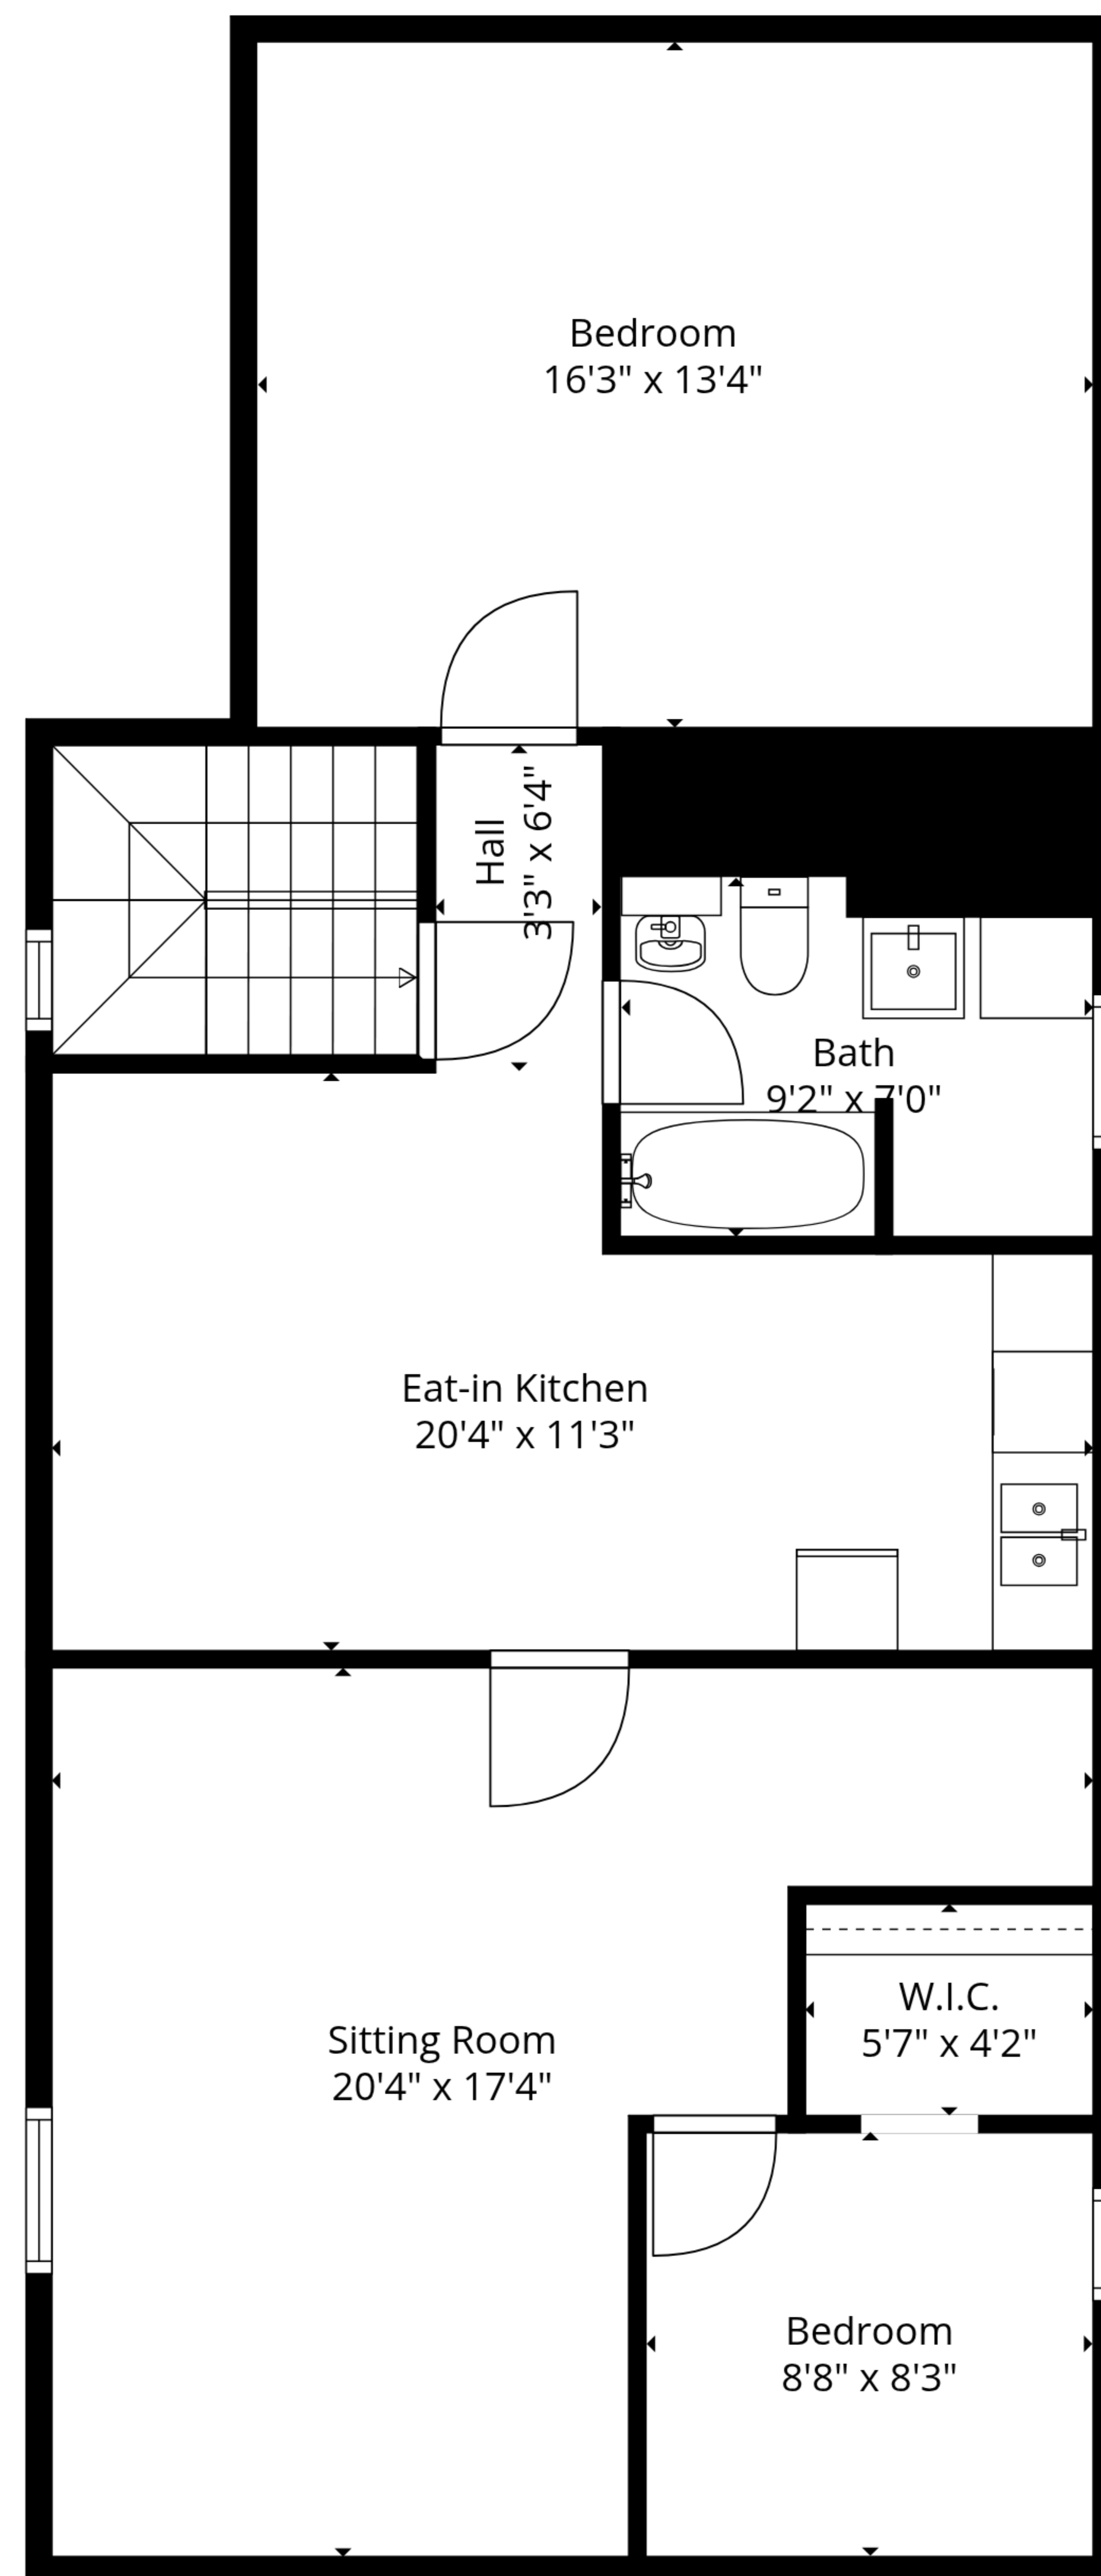 Bedroom
16'3" x 13'4"
Hall
3'3" x 6'4"
Bath
9'2" x 7'0"
Eat-in Kitchen
20'4" x 11'3"
W.I.C.
5'7" x 4'2"
Sitting Room
20'4" x 17'4"
Bedroom
8'8" x 8'3"